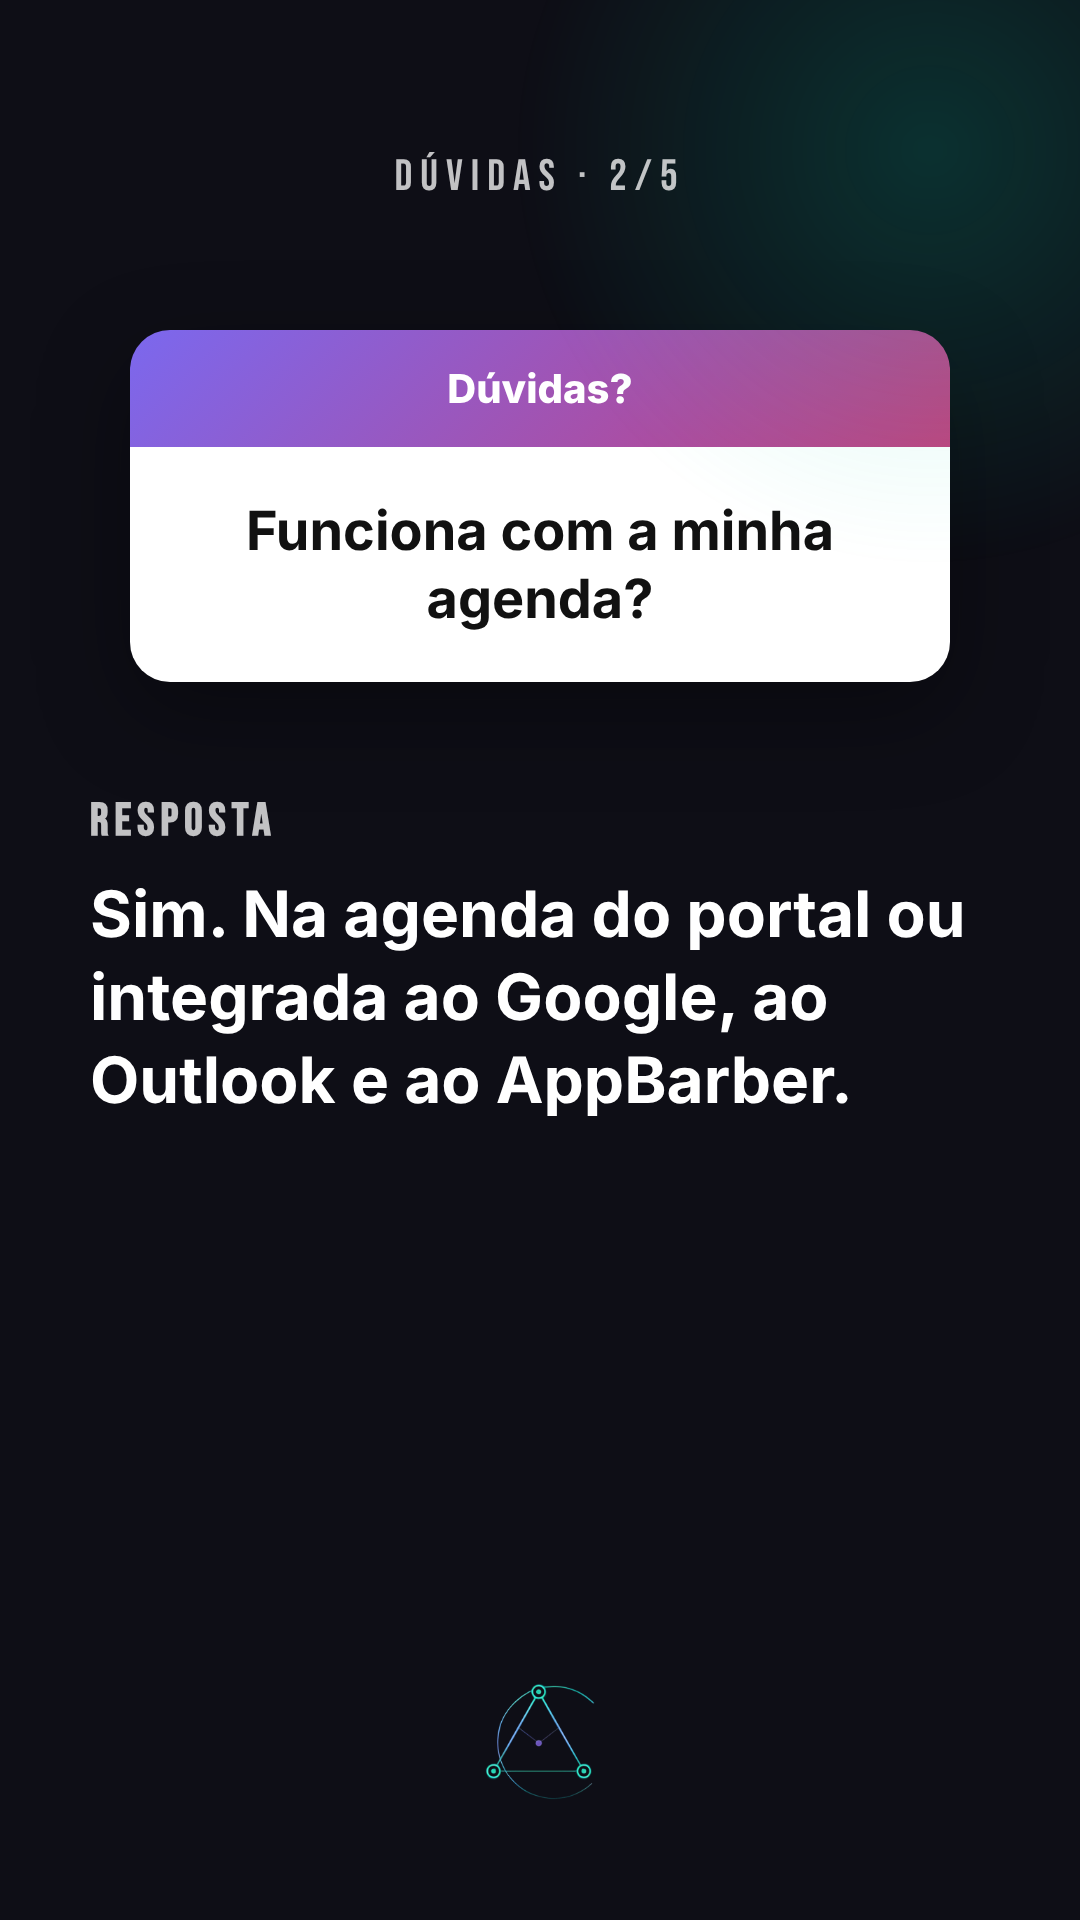 DÚVIDAS · 2/5
Dúvidas?
Funciona com a minha
agenda?
RESPOSTA
Sim. Na agenda do portal ou
integrada ao Google, ao
Outlook e ao AppBarber.